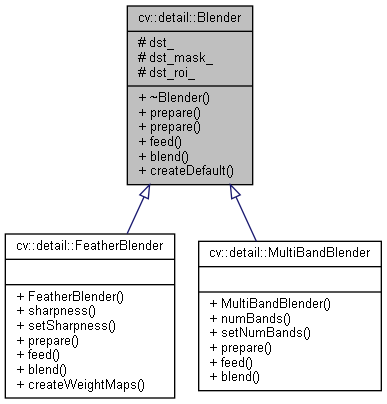 cv::detail::Blender
# dst_
# dst_mask_
# dst_roi_
+ ~Blender()
+ prepare()
+ prepare()
+ feed()
+ blend()
+ createDefault()
cv::detail::FeatherBlender
+ FeatherBlender()
+ sharpness()
+ setSharpness()
+ prepare()
+ feed()
+ blend()
+ createWeightMaps()
cv::detail::MultiBandBlender
+ MultiBandBlender()
+ numBands()
+ setNumBands()
+ prepare()
+ feed()
+ blend()